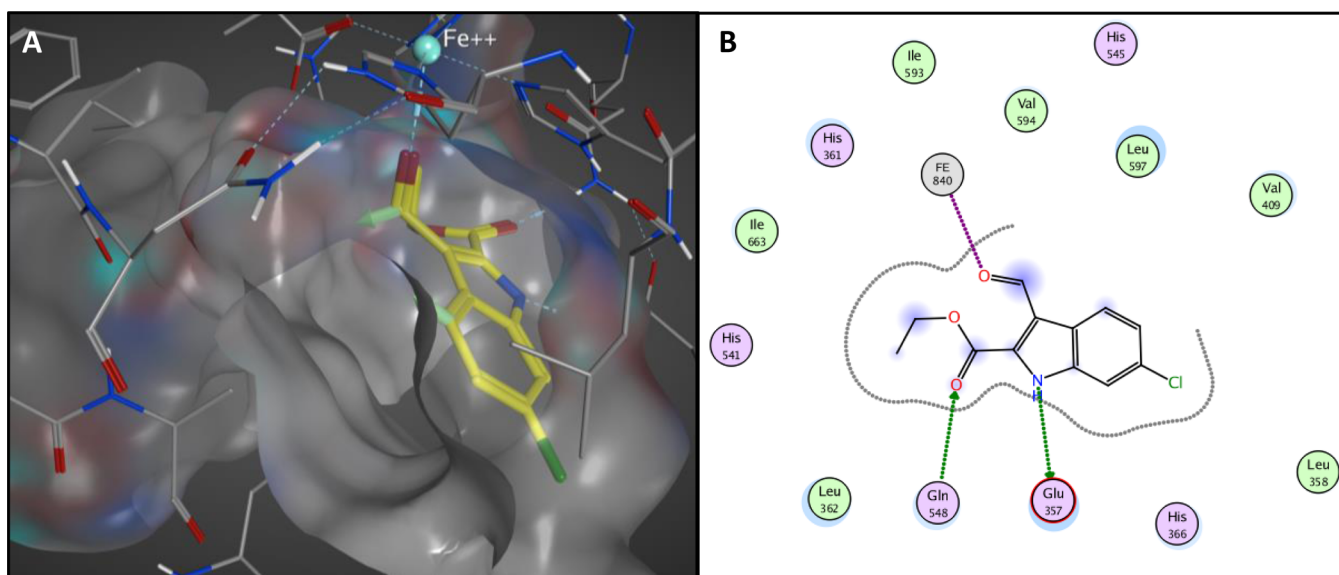 A
Fe++
B
Ile
593
His
545
Val
594
His
361
Leu
597
FE
840
Val
409
Ile
663
O
O
His
541
N
H
O
Cl
Leu
362
Gln
548
Glu
357
His
366
Leu
358